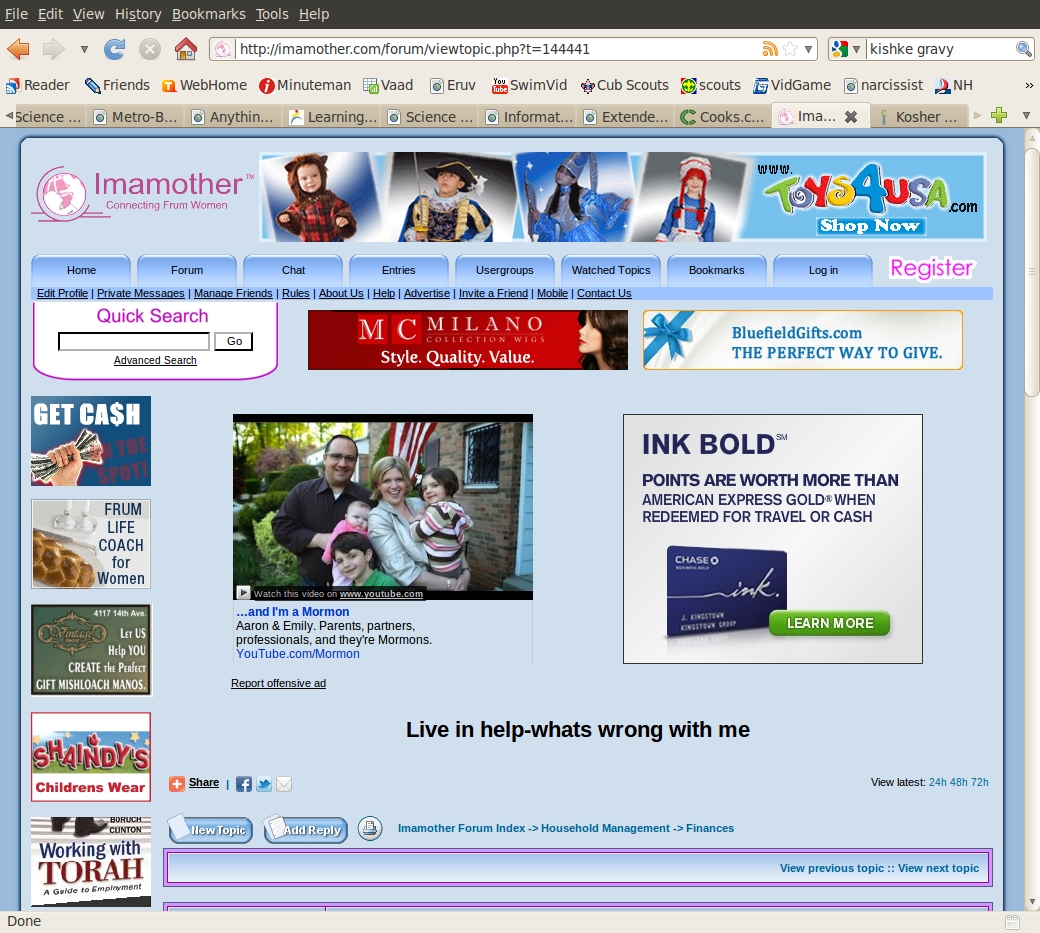 File Edit View History Bookmarks Tools Help
http://imamother.com/forum/viewtopic.php?t=144441
kishke gravy
Reader Friends WebHome Minuteman Vaad Eruv SwimVid Cub Scouts scouts VidGame narcissist NH »
Science ... Metro-B... Anythin... Learning... Science ... Informat... Extende... Cooks.c... Ima... Kosher ...
Imamother™
Connecting Frum Women
www.
TOYS4USA.com
Shop Now
Home Forum Chat Entries Usergroups Watched Topics Bookmarks Log in Register
Edit Profile | Private Messages | Manage Friends | Rules | About Us | Help | Advertise | Invite a Friend | Mobile | Contact Us
Quick Search
Go
Advanced Search
MC MILANO
COLLECTION WIGS
Style. Quality. Value.
BluefieldGifts.com
THE PERFECT WAY TO GIVE.
GET CA$H
ON THE
SPOT!
FRUM
LIFE
COACH
for
Women
4117 14th Ave.
Vintage
LET US
HELP YOU
CREATE THE PERFECT
GIFT MISHLOACH MANOS.
SHAINDY'S
Childrens Wear
BORUCH
CLINTON
Working with
TORAH
A Guide to Employment
Watch this video on www.youtube.com
...and I'm a Mormon
Aaron & Emily. Parents, partners,
professionals, and they're Mormons.
YouTube.com/Mormon
Report offensive ad
INK BOLD℠
POINTS ARE WORTH MORE THAN
AMERICAN EXPRESS GOLD® WHEN
REDEEMED FOR TRAVEL OR CASH
CHASE
BUSINESS BOLD
ink.
J. KINGSTOWN
KINGSTOWN GROUP
LEARN MORE
Live in help-whats wrong with me
Share |
View latest: 24h 48h 72h
New Topic Add Reply
Imamother Forum Index -> Household Management -> Finances
View previous topic :: View next topic
Done